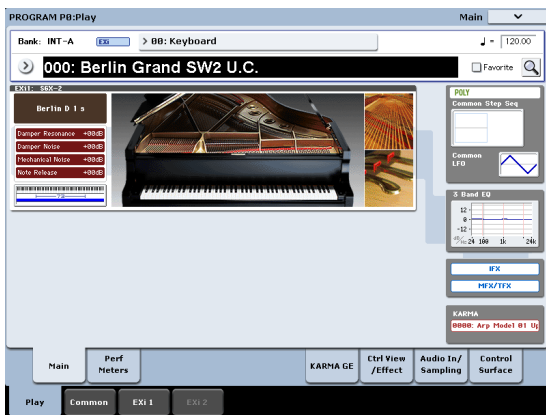 PROGRAM P0:Play
Main
Bank: INT-A
EXi
> 00: Keyboard
♩ = 120.00
000: Berlin Grand SW2 U.C.
Favorite
EXi1: SGX-2
Berlin D 1 s
Damper Resonance +00dB
Damper Noise +00dB
Mechanical Noise +00dB
Note Release +00dB
73
POLY
Common Step Seq
Common LFO
3 Band EQ
12
0
-12
dB/Hz 24 100 1k 24k
IFX
MFX/TFX
KARMA
0000: Arp Model 01 Up
Main
Perf Meters
KARMA GE
Ctrl View /Effect
Audio In/ Sampling
Control Surface
Play
Common
EXi 1
EXi 2